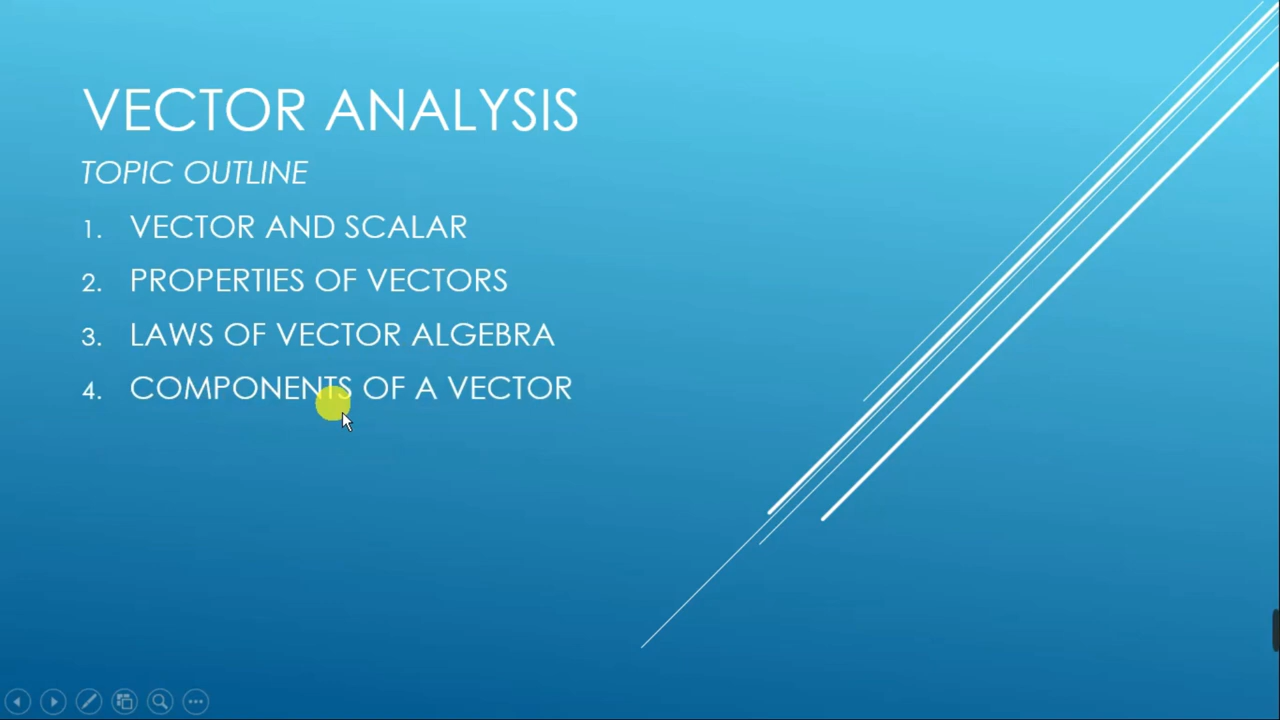 VECTOR ANALYSIS
TOPIC OUTLINE
1. VECTOR AND SCALAR
2. PROPERTIES OF VECTORS
3. LAWS OF VECTOR ALGEBRA
4. COMPONENTS OF A VECTOR